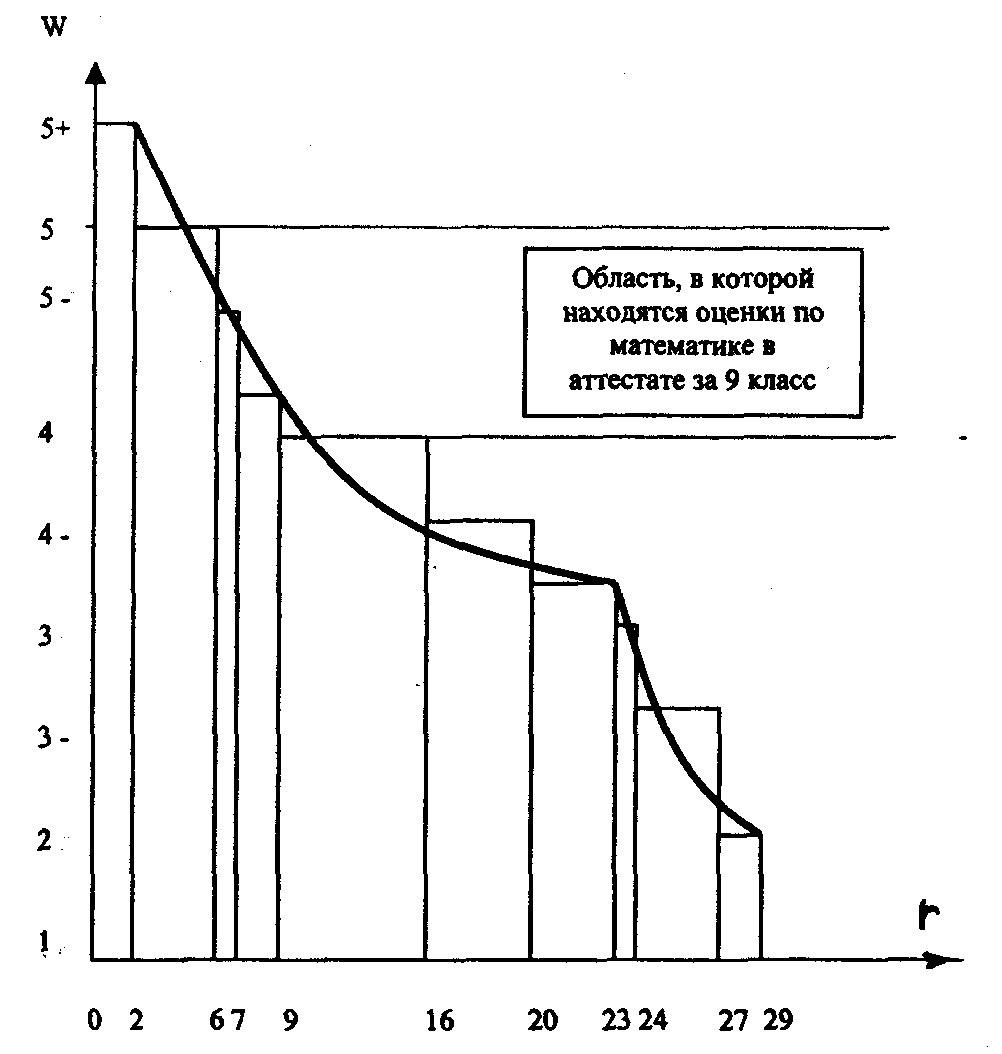 W
5+
5
5-
Область, в которой
находятся оценки по
математике в
аттестате за 9 класс
4
4-
3
3-
2
1
r
0 2 6 7 9 16 20 23 24 27 29